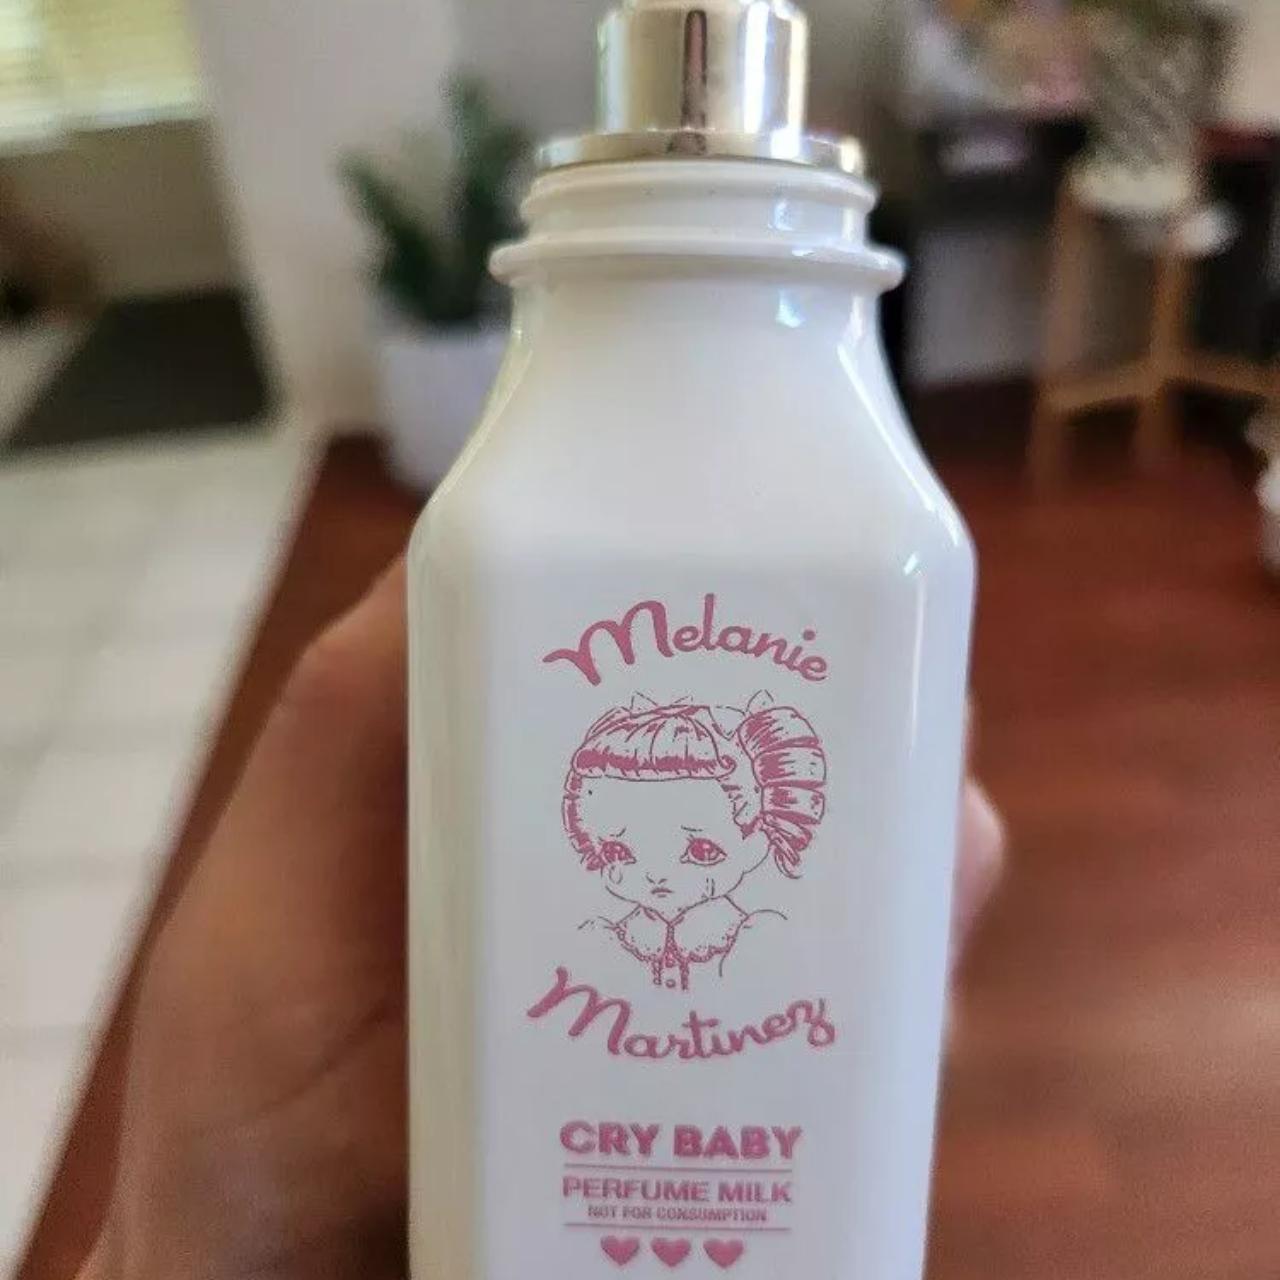 Melanie
Martinez
CRY BABY
PERFUME MILK
NOT FOR CONSUMPTION